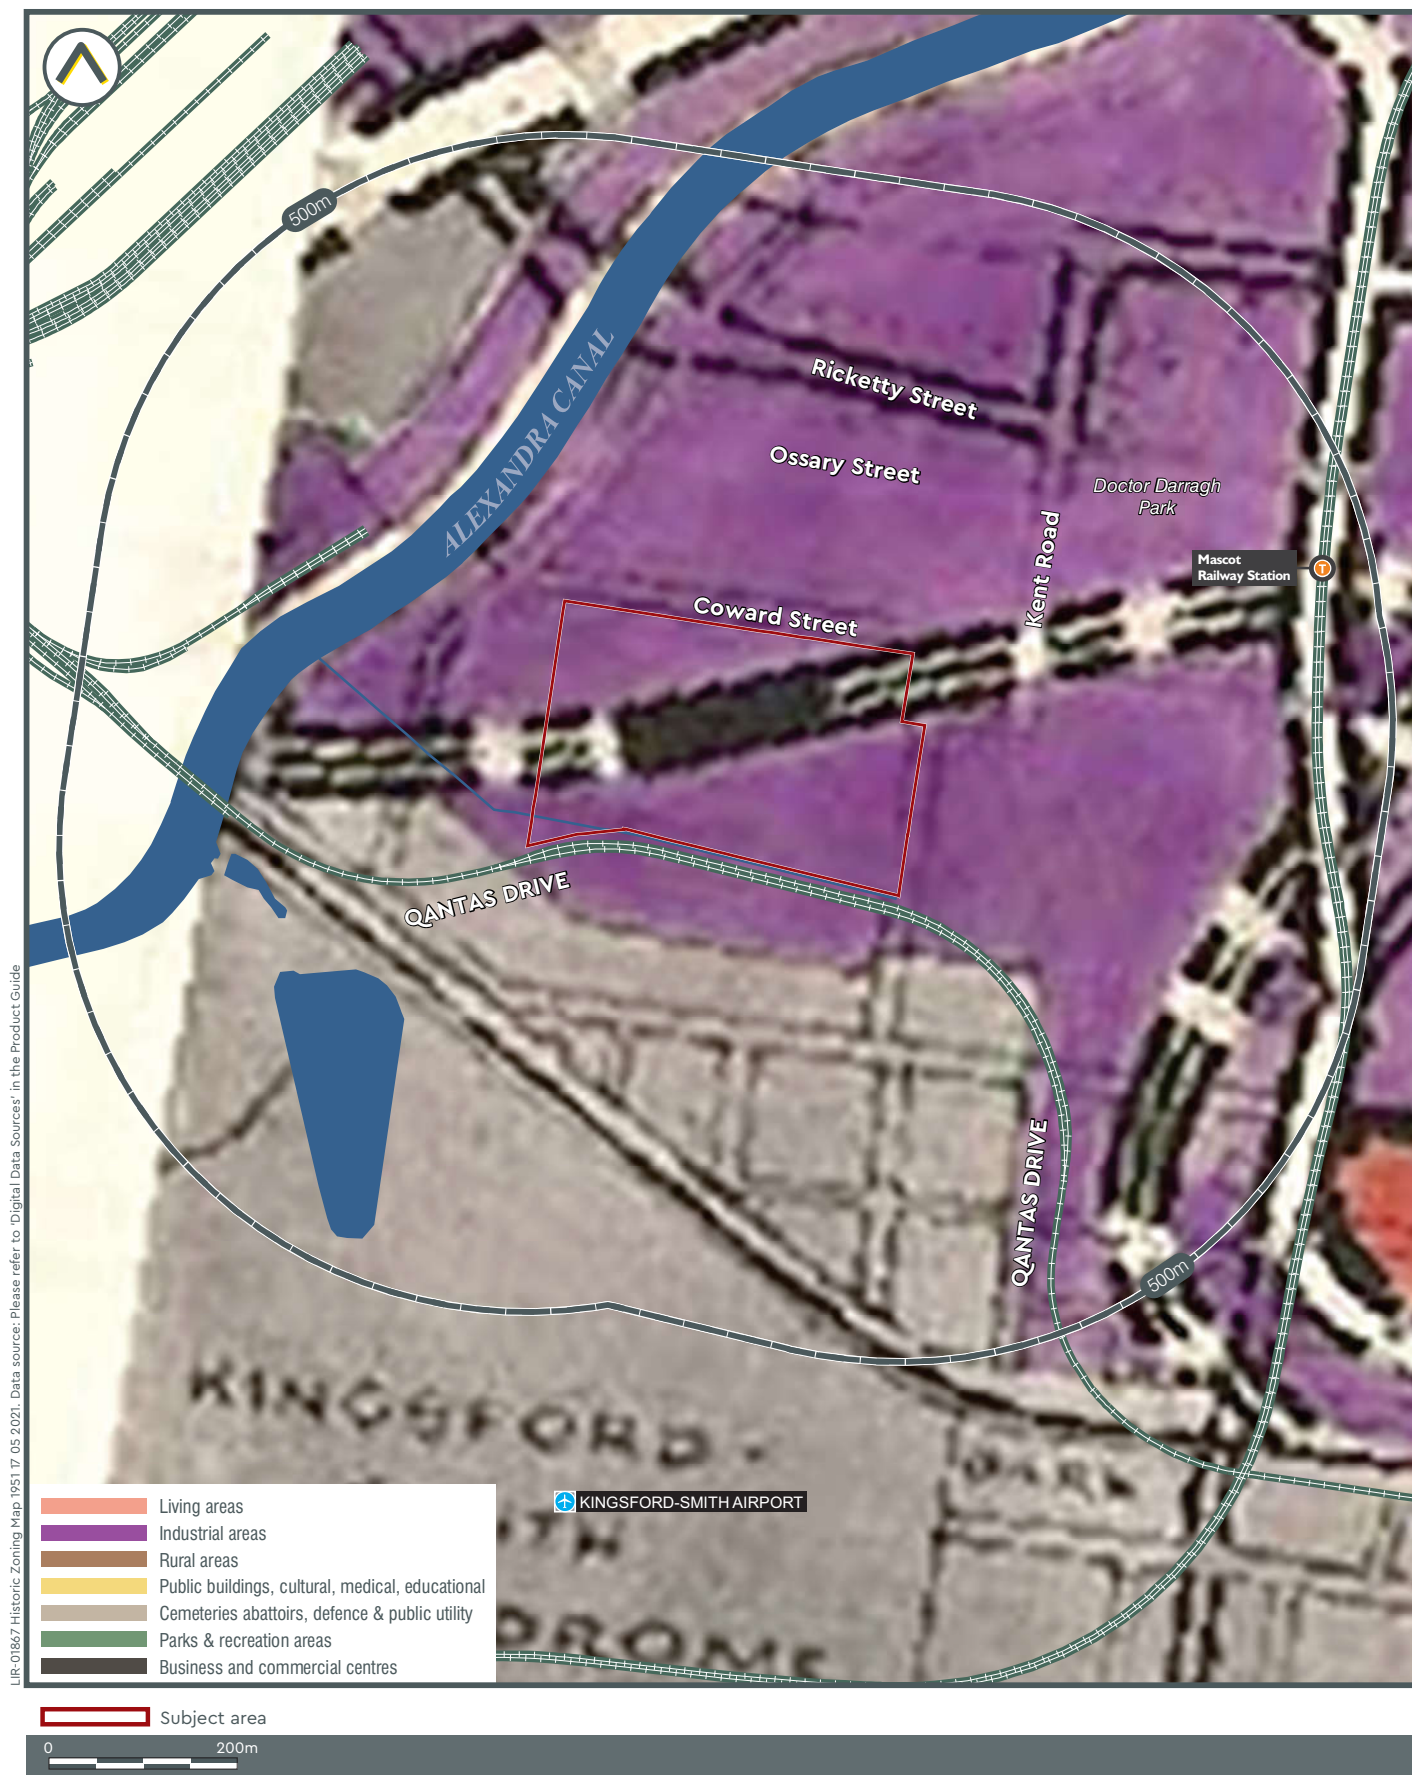 500m
ALEXANDRA CANAL
Ricketty Street
Ossary Street
Doctor Darragh
Park
Kent Road
Mascot
Railway Station
T
Coward Street
QANTAS DRIVE
QANTAS DRIVE
500m
KINGSFORD-
PARK
KINGSFORD-SMITH AIRPORT
TH
DROME
Living areas
Industrial areas
Rural areas
Public buildings, cultural, medical, educational
Cemeteries abattoirs, defence & public utility
Parks & recreation areas
Business and commercial centres
LIR-01867 Historic Zoning Map 1951 17 05 2021. Data source: Please refer to 'Digital Data Sources' in the Product Guide
Subject area
0 200m